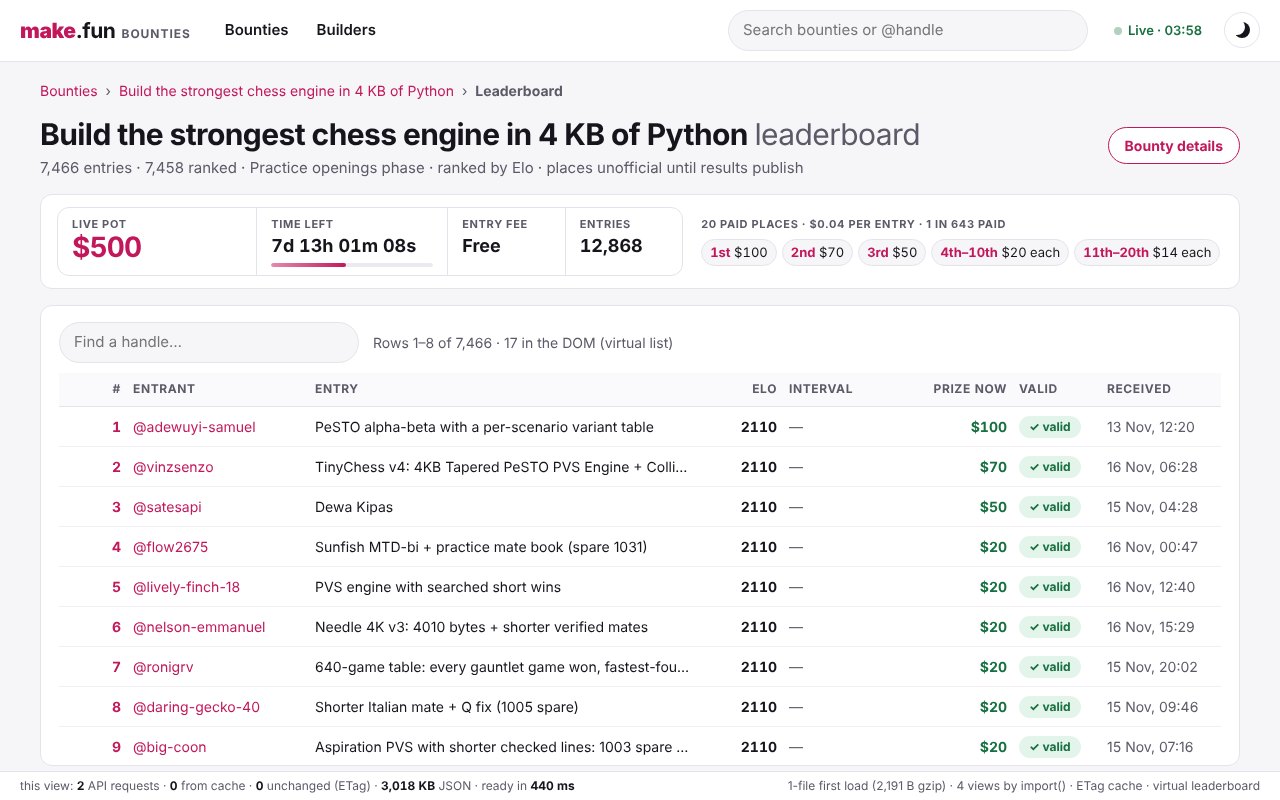 make.fun BOUNTIES Bounties Builders Search bounties or @handle Live · 03:58
Bounties › Build the strongest chess engine in 4 KB of Python › Leaderboard
Build the strongest chess engine in 4 KB of Python leaderboard
Bounty details
7,466 entries · 7,458 ranked · Practice openings phase · ranked by Elo · places unofficial until results publish
LIVE POT TIME LEFT ENTRY FEE ENTRIES 20 PAID PLACES · $0.04 PER ENTRY · 1 IN 643 PAID
$500 7d 13h 01m 08s Free 12,868 1st $100 2nd $70 3rd $50 4th–10th $20 each 11th–20th $14 each
Find a handle... Rows 1–8 of 7,466 · 17 in the DOM (virtual list)
# ENTRANT ENTRY ELO INTERVAL PRIZE NOW VALID RECEIVED
1 @adewuyi-samuel PeSTO alpha-beta with a per-scenario variant table 2110 — $100 ✓ valid 13 Nov, 12:20
2 @vinzsenzo TinyChess v4: 4KB Tapered PeSTO PVS Engine + Colli... 2110 — $70 ✓ valid 16 Nov, 06:28
3 @satesapi Dewa Kipas 2110 — $50 ✓ valid 15 Nov, 04:28
4 @flow2675 Sunfish MTD-bi + practice mate book (spare 1031) 2110 — $20 ✓ valid 16 Nov, 00:47
5 @lively-finch-18 PVS engine with searched short wins 2110 — $20 ✓ valid 16 Nov, 12:40
6 @nelson-emmanuel Needle 4K v3: 4010 bytes + shorter verified mates 2110 — $20 ✓ valid 16 Nov, 15:29
7 @ronigrv 640-game table: every gauntlet game won, fastest-fou... 2110 — $20 ✓ valid 15 Nov, 20:02
8 @daring-gecko-40 Shorter Italian mate + Q fix (1005 spare) 2110 — $20 ✓ valid 15 Nov, 09:46
9 @big-coon Aspiration PVS with shorter checked lines: 1003 spare ... 2110 — $20 ✓ valid 15 Nov, 07:16
this view: 2 API requests · 0 from cache · 0 unchanged (ETag) · 3,018 KB JSON · ready in 440 ms 1-file first load (2,191 B gzip) · 4 views by import() · ETag cache · virtual leaderboard